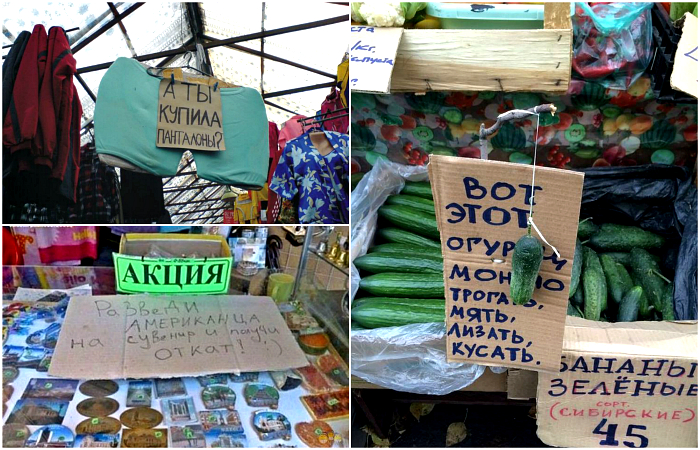 А ТЫ
КУПИЛА
ПАНТАЛОНЫ?
АКЦИЯ
РАЗВЕДИ
АМЕРИКАНЦА
на сувенир и получи
ОТКАТ! :)
ВОТ
ЭТОТ
ОГУРЕЦ
МОЖНО
ТРОГАТЬ,
МЯТЬ,
ЛИЗАТЬ,
КУСАТЬ.
БАНАНЫ
ЗЕЛЁНЫЕ
СОРТ.
(СИБИРСКИЕ)
45